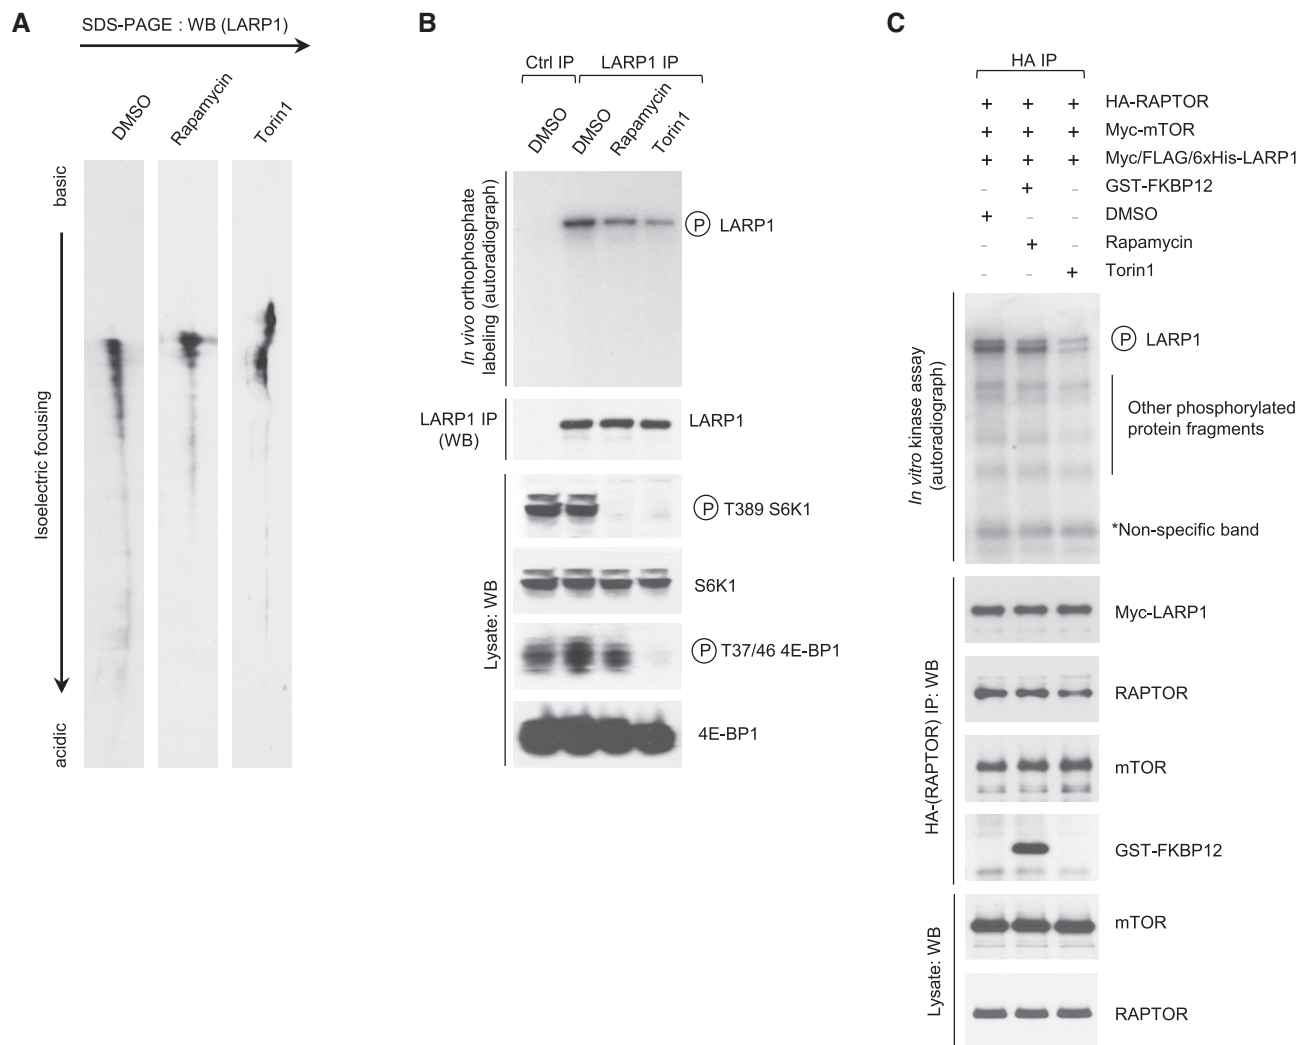 A
SDS-PAGE : WB (LARP1)
DMSO
Rapamycin
Torin1
basic
Isoelectric focusing
acidic
B
Ctrl IP
LARP1 IP
DMSO
DMSO
Rapamycin
Torin1
In vivo orthophosphate
labeling (autoradiograph)
P LARP1
LARP1 IP
(WB)
LARP1
Lysate: WB
P T389 S6K1
S6K1
P T37/46 4E-BP1
4E-BP1
C
HA IP
+ + + HA-RAPTOR
+ + + Myc-mTOR
+ + + Myc/FLAG/6xHis-LARP1
- + - GST-FKBP12
+ - - DMSO
- + - Rapamycin
- - + Torin1
In vitro kinase assay
(autoradiograph)
P LARP1
Other phosphorylated
protein fragments
*Non-specific band
HA-(RAPTOR) IP: WB
Myc-LARP1
RAPTOR
mTOR
GST-FKBP12
Lysate: WB
mTOR
RAPTOR